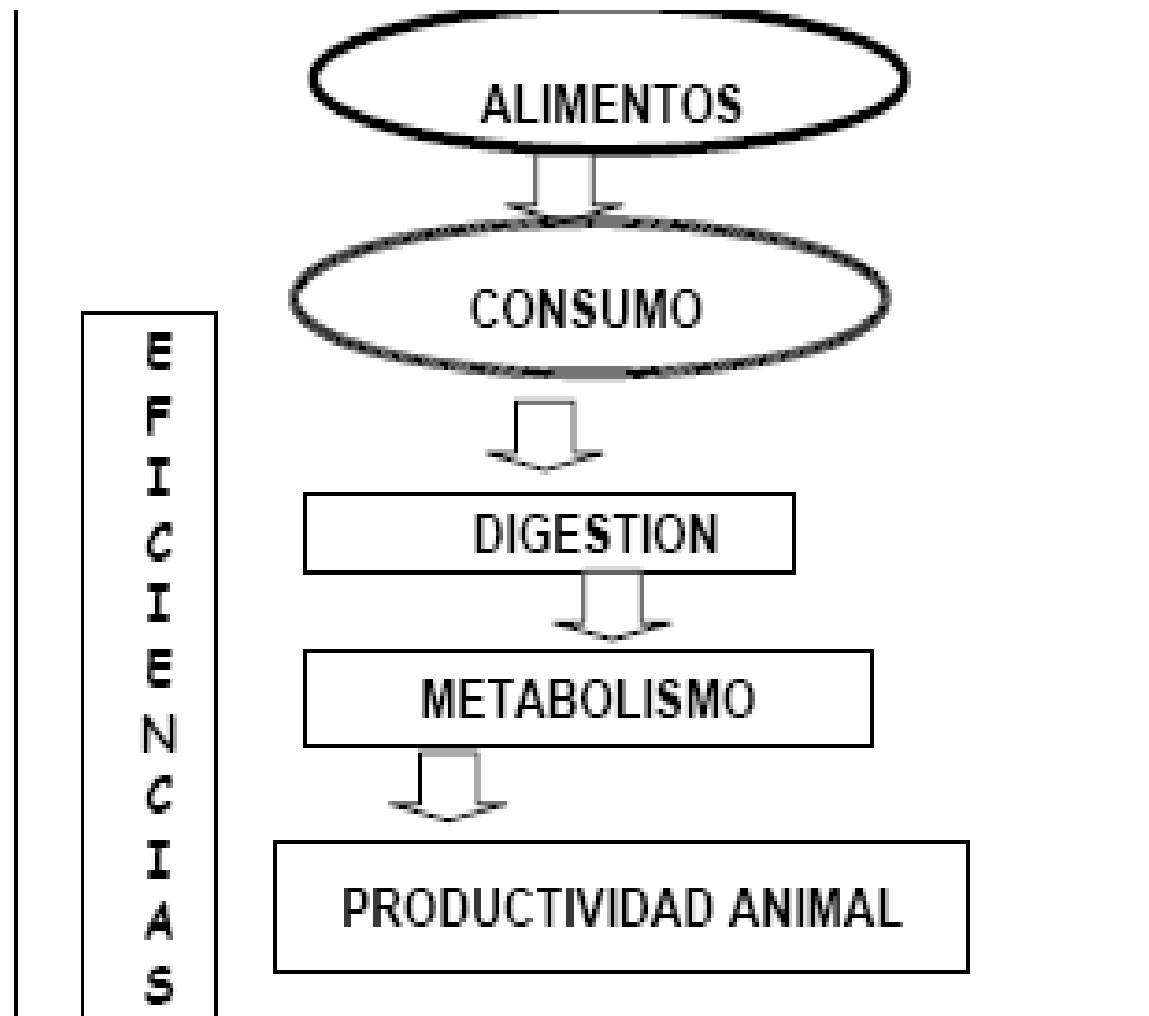 ALIMENTOS
CONSUMO
DIGESTION
METABOLISMO
PRODUCTIVIDAD ANIMAL
EFICIENCIAS